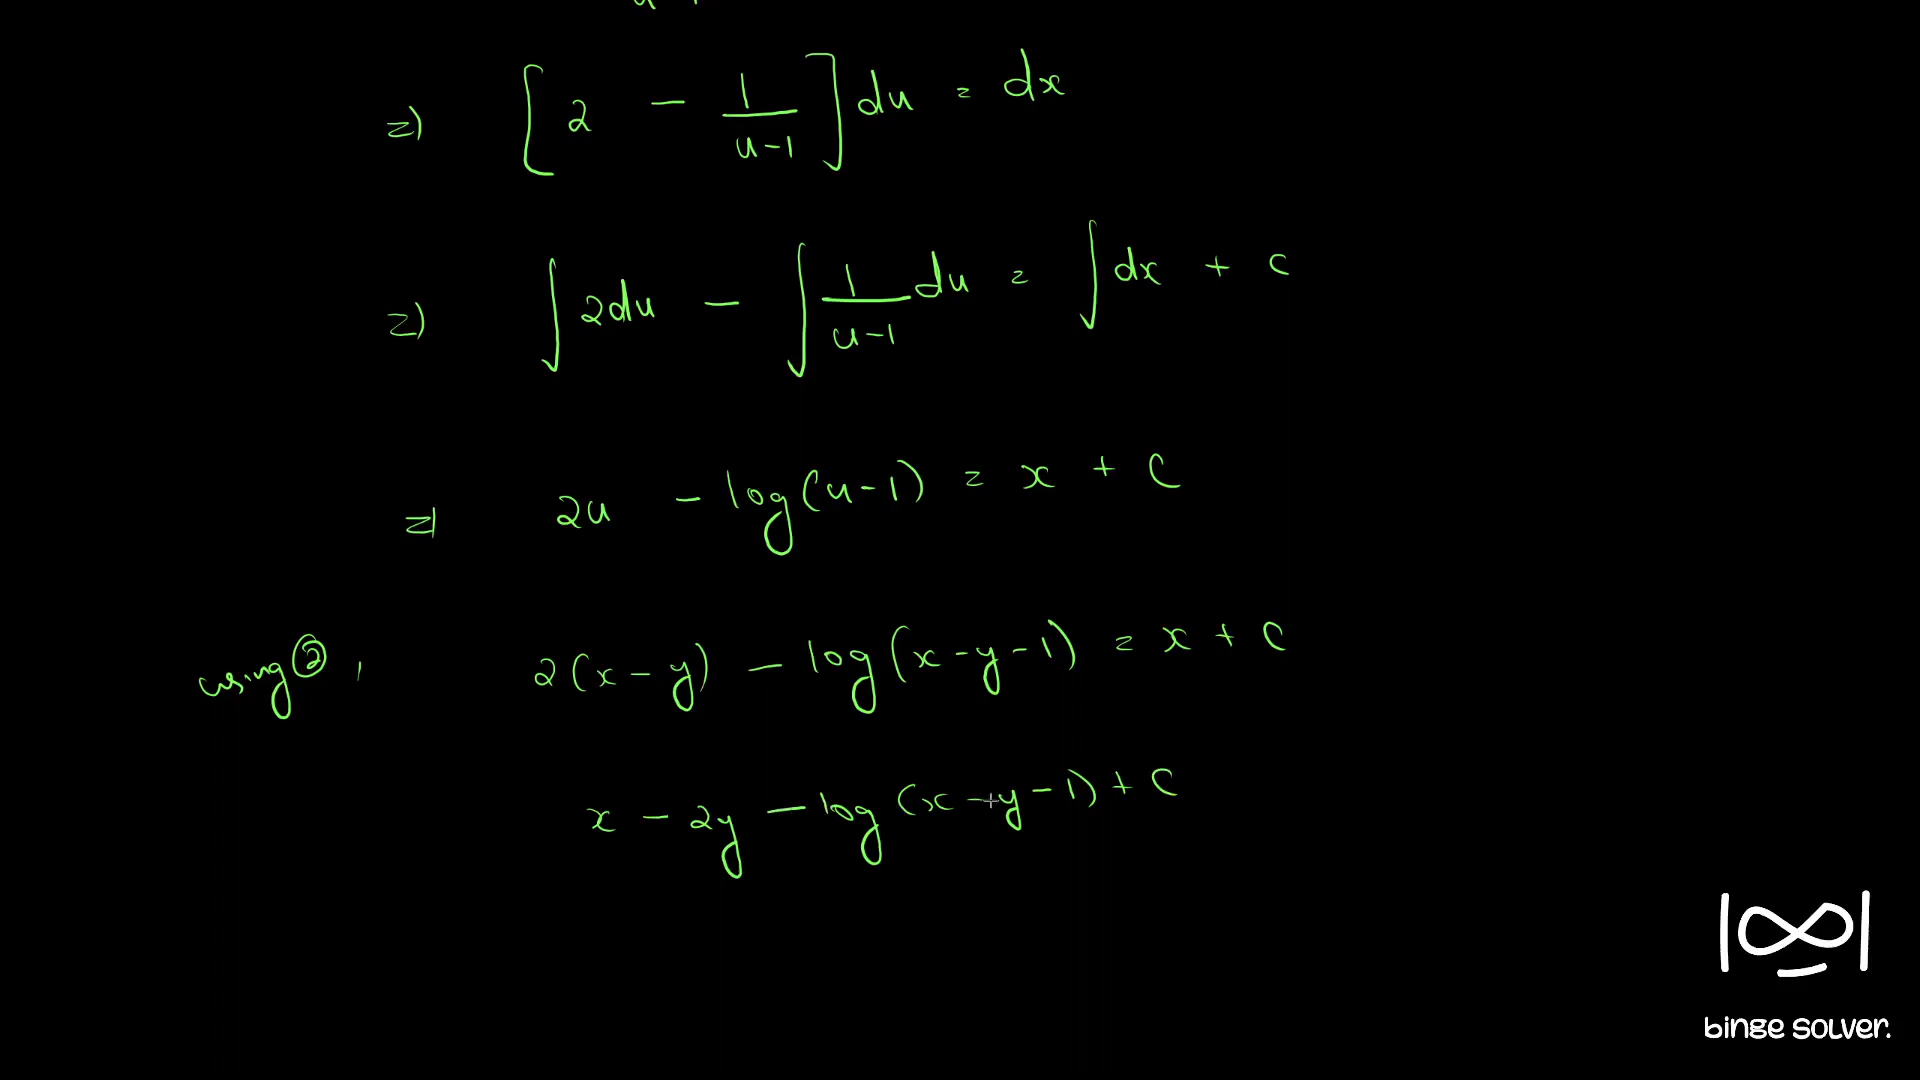 =) [2 - 1/(u-1)] du = dx
=) ∫ 2du - ∫ 1/(u-1) du = ∫ dx + c
=) 2u - log(u-1) = x + C
using ②, 2(x-y) - log(x-y-1) = x + C
x - 2y - log(x-y-1) + C
binge solver.